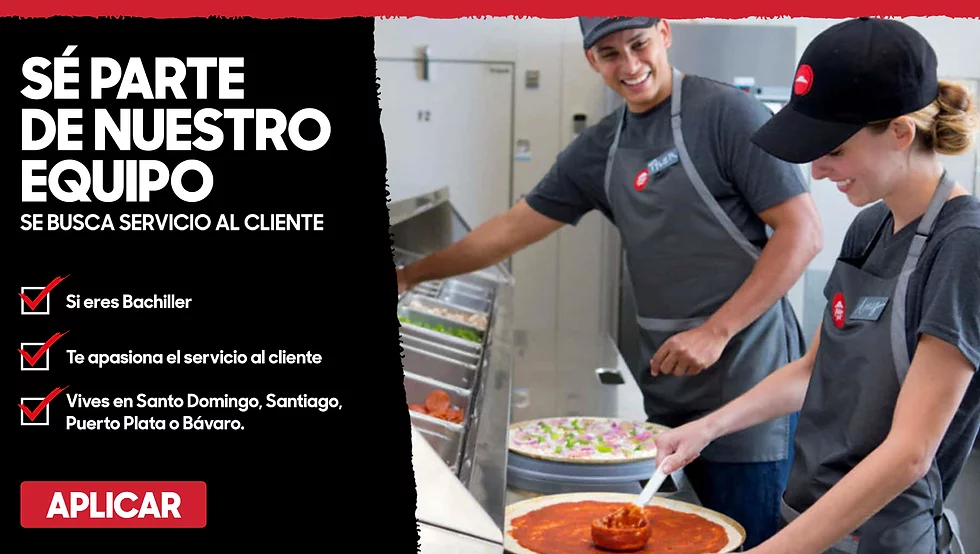 SÉ PARTE
DE NUESTRO
EQUIPO
SE BUSCA SERVICIO AL CLIENTE
Si eres Bachiller
Te apasiona el servicio al cliente
Vives en Santo Domingo, Santiago,
Puerto Plata o Bávaro.
APLICAR
F2